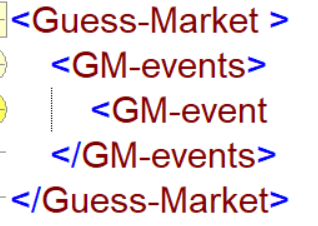 <Guess-Market >
<GM-events>
<GM-event
</GM-events>
</Guess-Market>